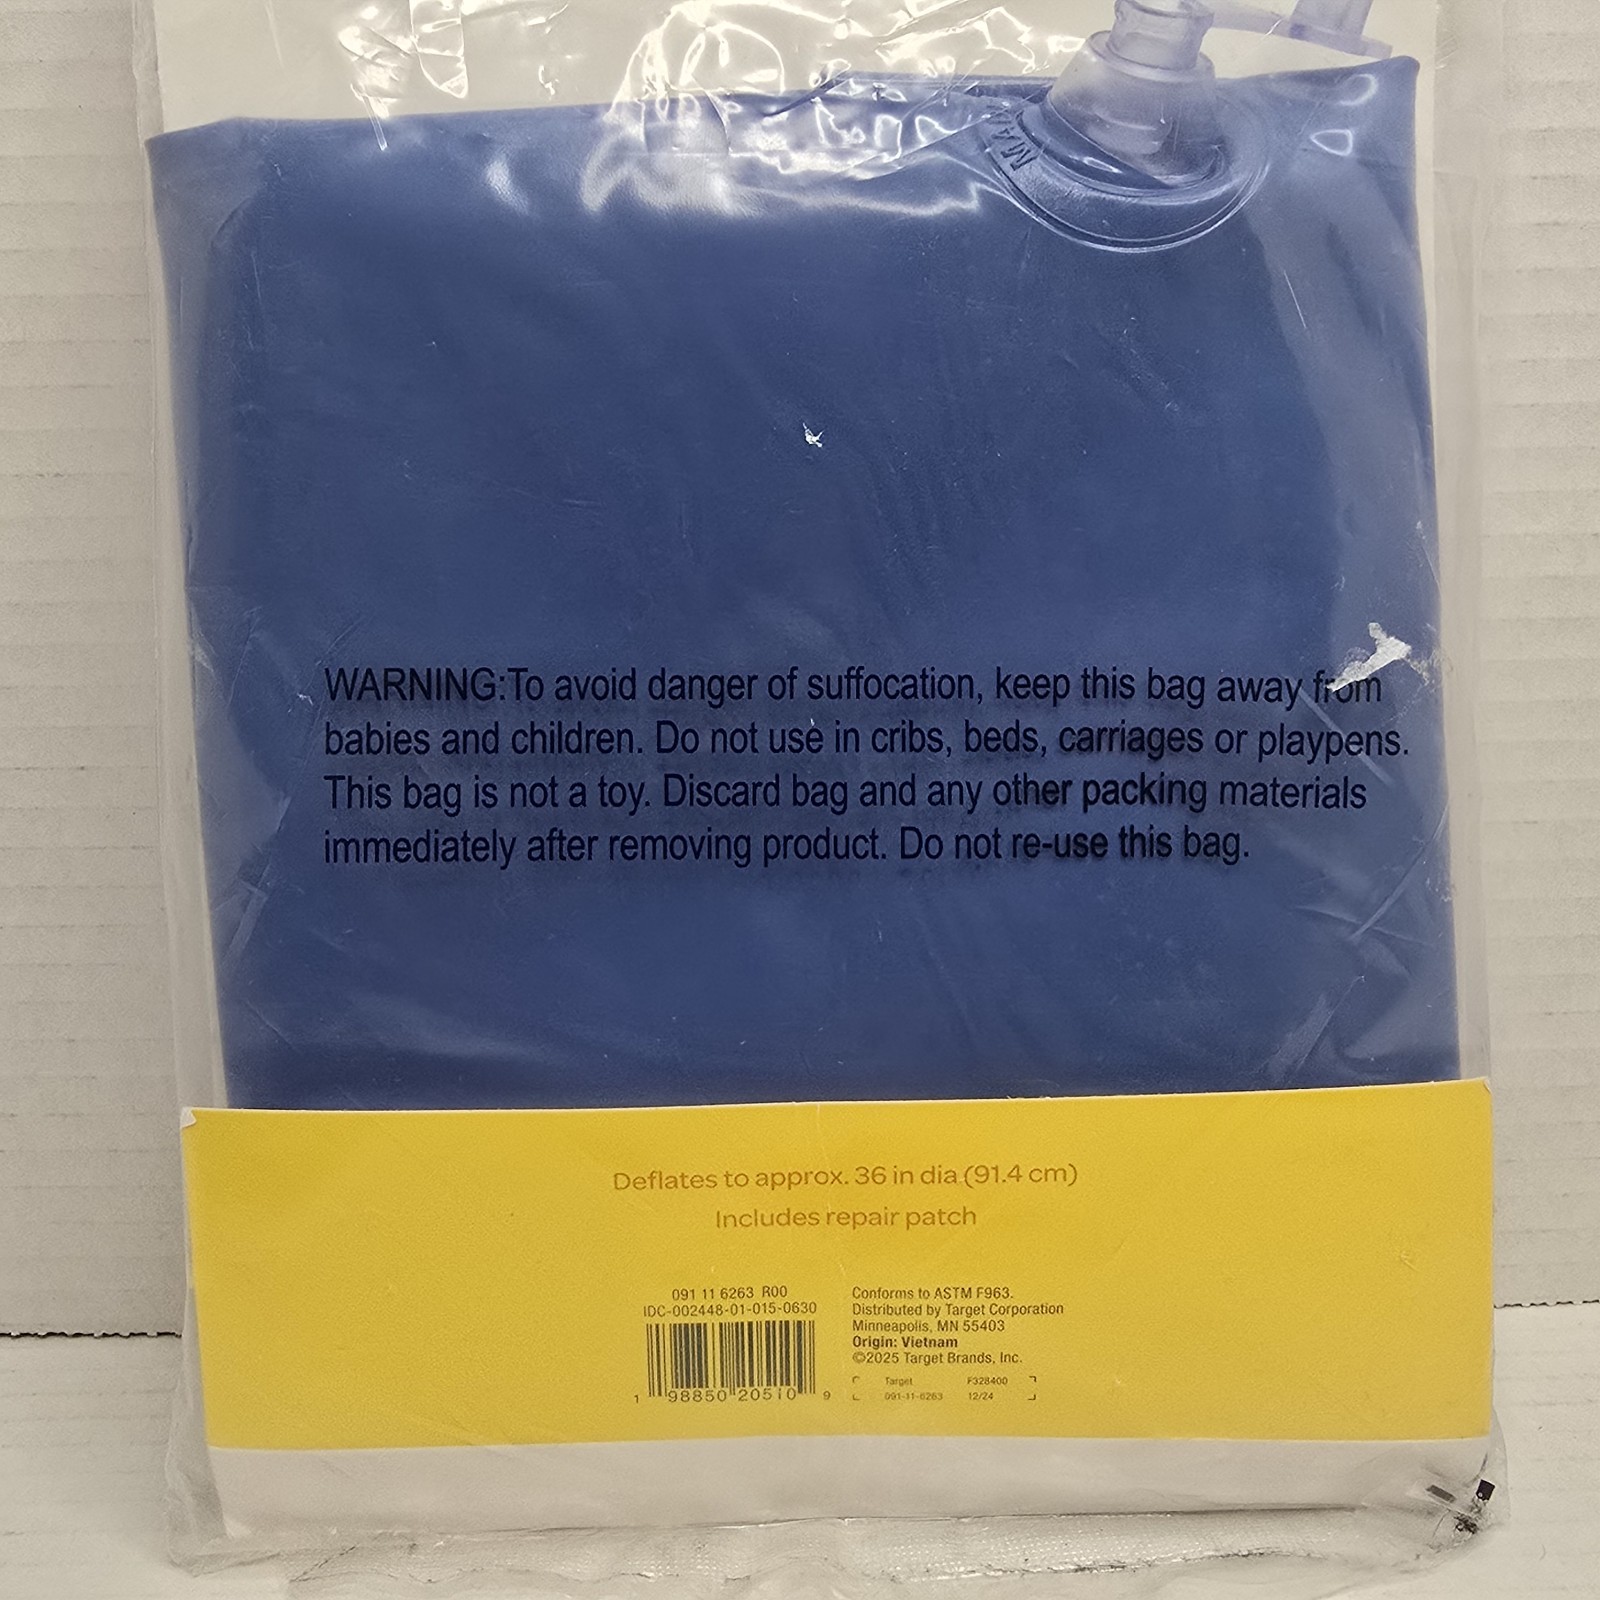 MA
WARNING:To avoid danger of suffocation, keep this bag away from
babies and children. Do not use in cribs, beds, carriages or playpens.
This bag is not a toy. Discard bag and any other packing materials
immediately after removing product. Do not re-use this bag.
Deflates to approx. 36 in dia (91.4 cm)
Includes repair patch
091 11 6263 R00
IDC-002448-01-015-0630
1 98850 20510 9
Conforms to ASTM F963.
Distributed by Target Corporation
Minneapolis, MN 55403
Origin: Vietnam
©2025 Target Brands, Inc.
Target F328400
091-11-6263 12/24